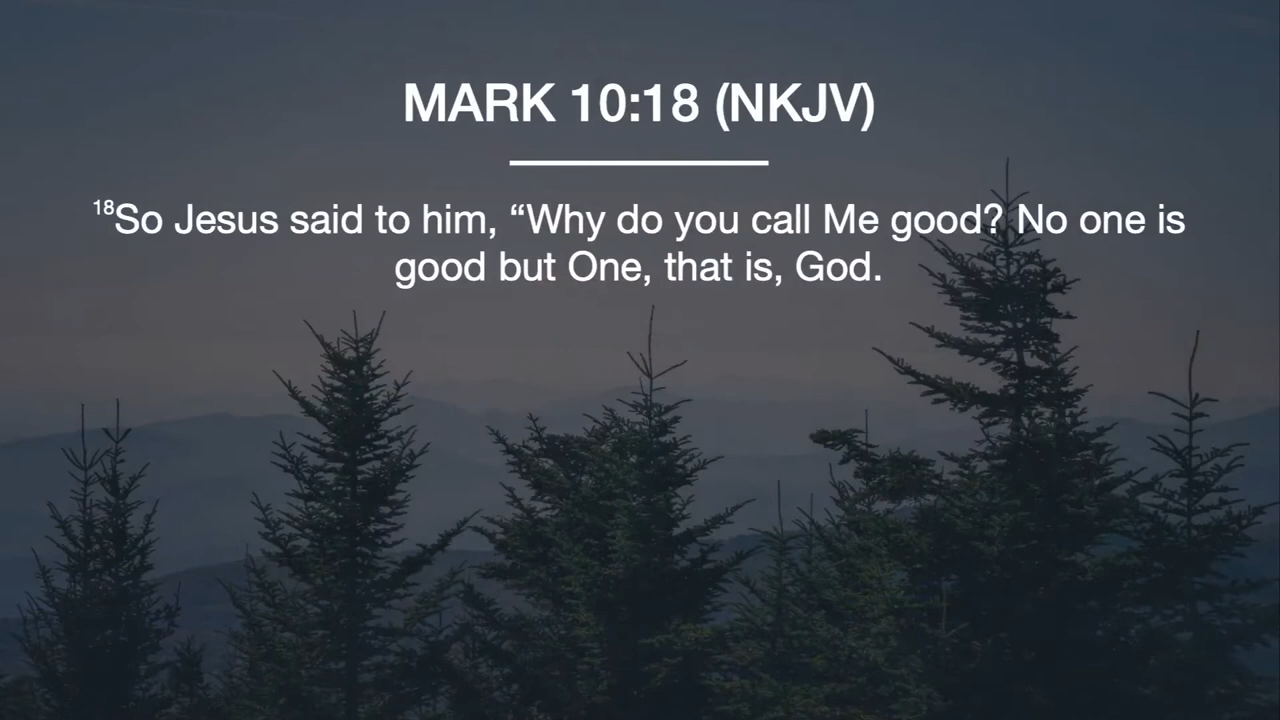 MARK 10:18 (NKJV)
18So Jesus said to him, “Why do you call Me good? No one is
good but One, that is, God.